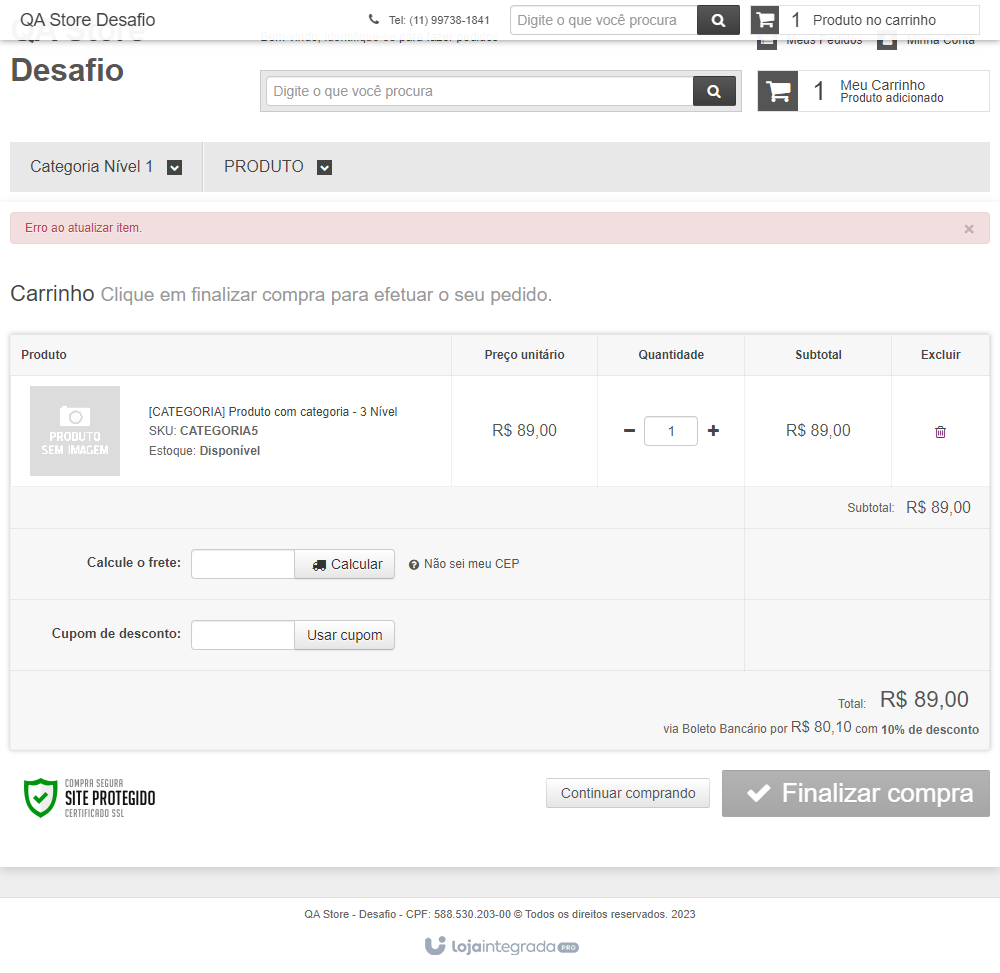 QA Store Desafio
Tel: (11) 99738-1841
Digite o que você procura
1 Produto no carrinho
QA Store
Desafio
Meus Pedidos
Minha Conta
Digite o que você procura
1 Meu Carrinho
Produto adicionado
Categoria Nível 1
PRODUTO
Erro ao atualizar item.
×
Carrinho Clique em finalizar compra para efetuar o seu pedido.
Produto Preço unitário Quantidade Subtotal Excluir
PRODUTO
SEM IMAGEM
[CATEGORIA] Produto com categoria - 3 Nível
SKU: CATEGORIA5
Estoque: Disponível
R$ 89,00
1
R$ 89,00
Subtotal: R$ 89,00
Calcule o frete: Calcular Não sei meu CEP
Cupom de desconto: Usar cupom
Total: R$ 89,00
via Boleto Bancário por R$ 80,10 com 10% de desconto
COMPRA SEGURA
SITE PROTEGIDO
CERTIFICADO SSL
Continuar comprando
Finalizar compra
QA Store - Desafio - CPF: 588.530.203-00 © Todos os direitos reservados. 2023
lojaintegrada PRO